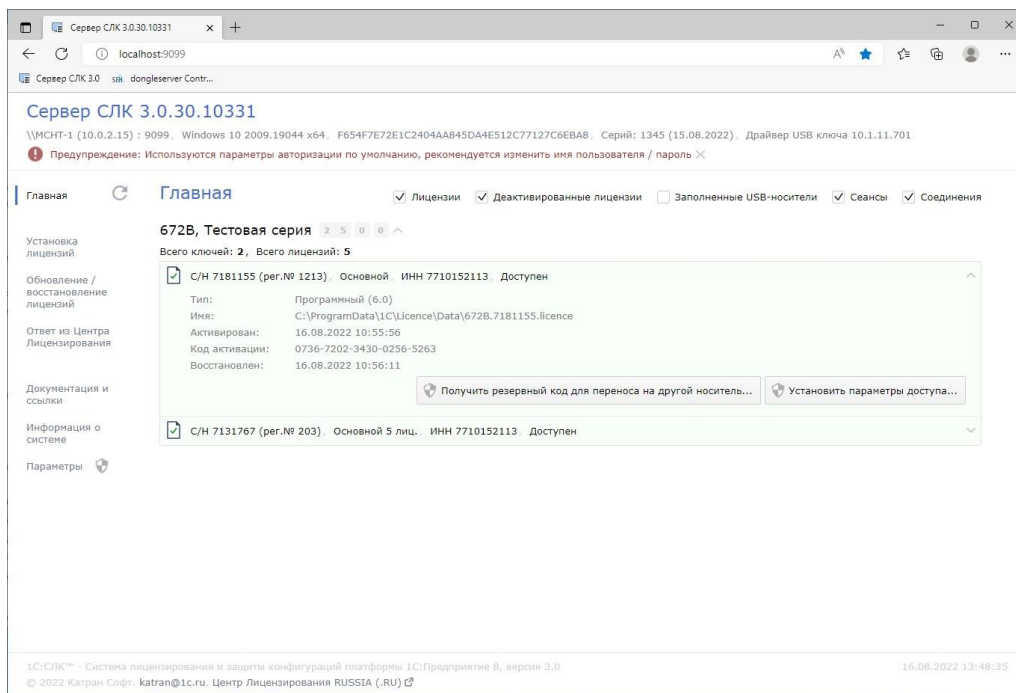 Сервер СЛК 3.0.30.10331
localhost:9099
Сервер СЛК 3.0 SEH dongleserver Contr...
Сервер СЛК 3.0.30.10331
\\MCHT-1 (10.0.2.15) : 9099, Windows 10 2009.19044 x64, F654F7E72E1C2404AA845DA4E512C77127C6EBA8, Серий: 1345 (15.08.2022), Драйвер USB ключа 10.1.11.701
Предупреждение: Используются параметры авторизации по умолчанию, рекомендуется изменить имя пользователя / пароль
Главная
Установка
лицензий
Обновление /
восстановление
лицензий
Ответ из Центра
Лицензирования
Документация и
ссылки
Информация о
системе
Параметры
Главная
Лицензии Деактивированные лицензии Заполненные USB-носители Сеансы Соединения
672B, Тестовая серия 2 5 0 0
Всего ключей: 2, Всего лицензий: 5
С/Н 7181155 (рег.№ 1213), Основной, ИНН 7710152113, Доступен
Тип: Программный (6.0)
Имя: C:\ProgramData\1C\Licence\Data\672B.7181155.licence
Активирован: 16.08.2022 10:55:56
Код активации: 0736-7202-3430-0256-5263
Восстановлен: 16.08.2022 10:56:11
Получить резервный код для переноса на другой носитель... Установить параметры доступа...
С/Н 7131767 (рег.№ 203), Основной 5 лиц., ИНН 7710152113, Доступен
1С:СЛК™ - Система лицензирования и защиты конфигураций платформы 1С:Предприятие 8, версия 3.0
16.08.2022 13:48:35
© 2022 Катран Софт. katran@1c.ru, Центр Лицензирования RUSSIA (.RU)